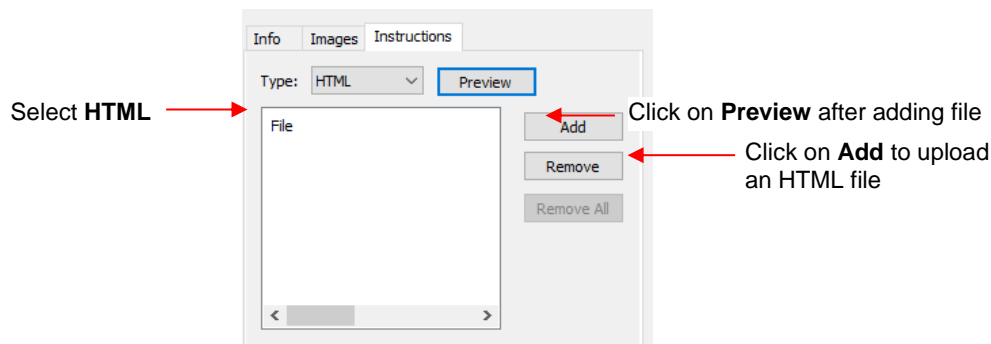 Info Images Instructions
Type: HTML Preview
Select HTML
File
Add
Click on Preview after adding file
Remove
Click on Add to upload
an HTML file
Remove All